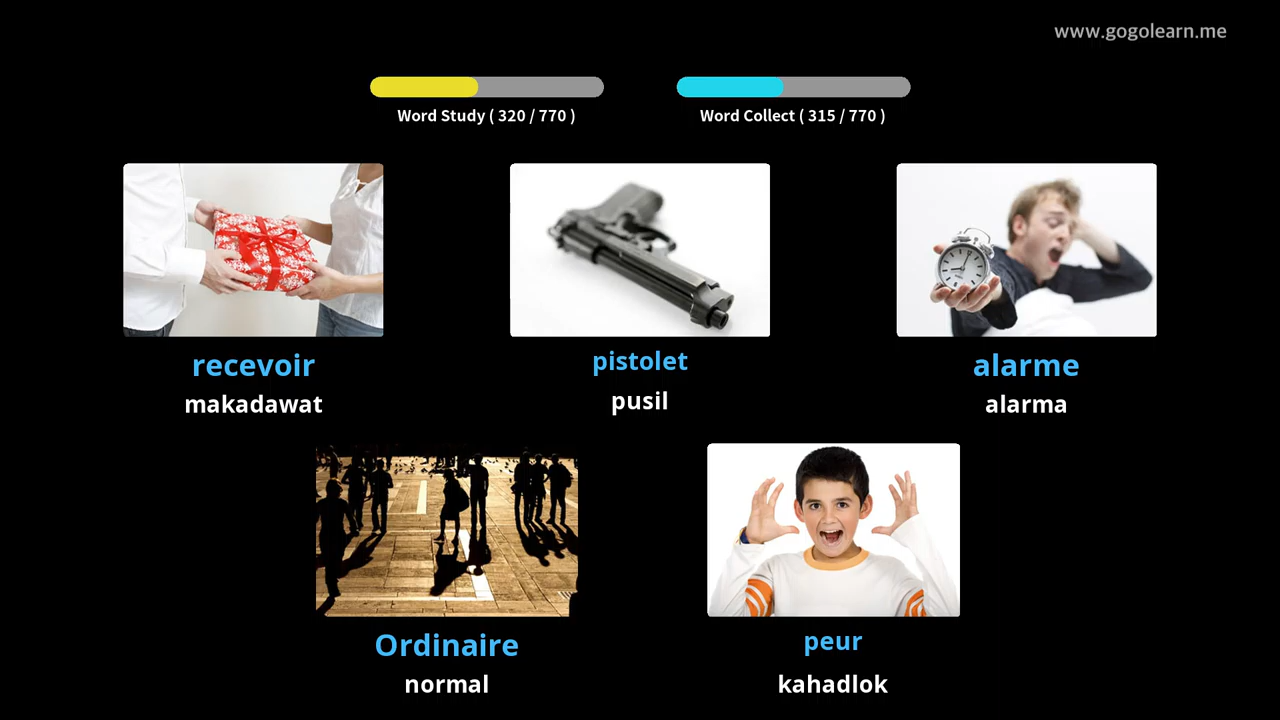 www.gogolearn.me
Word Study ( 320 / 770 )
Word Collect ( 315 / 770 )
recevoir
makadawat
pistolet
pusil
alarme
alarma
Ordinaire
normal
peur
kahadlok